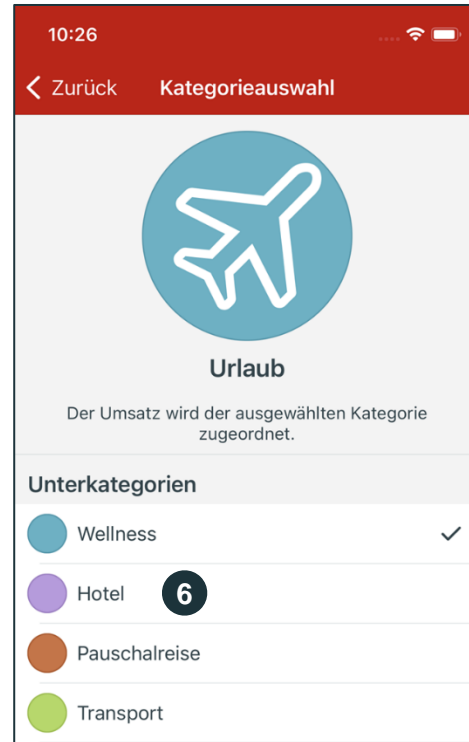 10:26
Zurück Kategorieauswahl
Urlaub
Der Umsatz wird der ausgewählten Kategorie
zugeordnet.
Unterkategorien
Wellness
Hotel 6
Pauschalreise
Transport